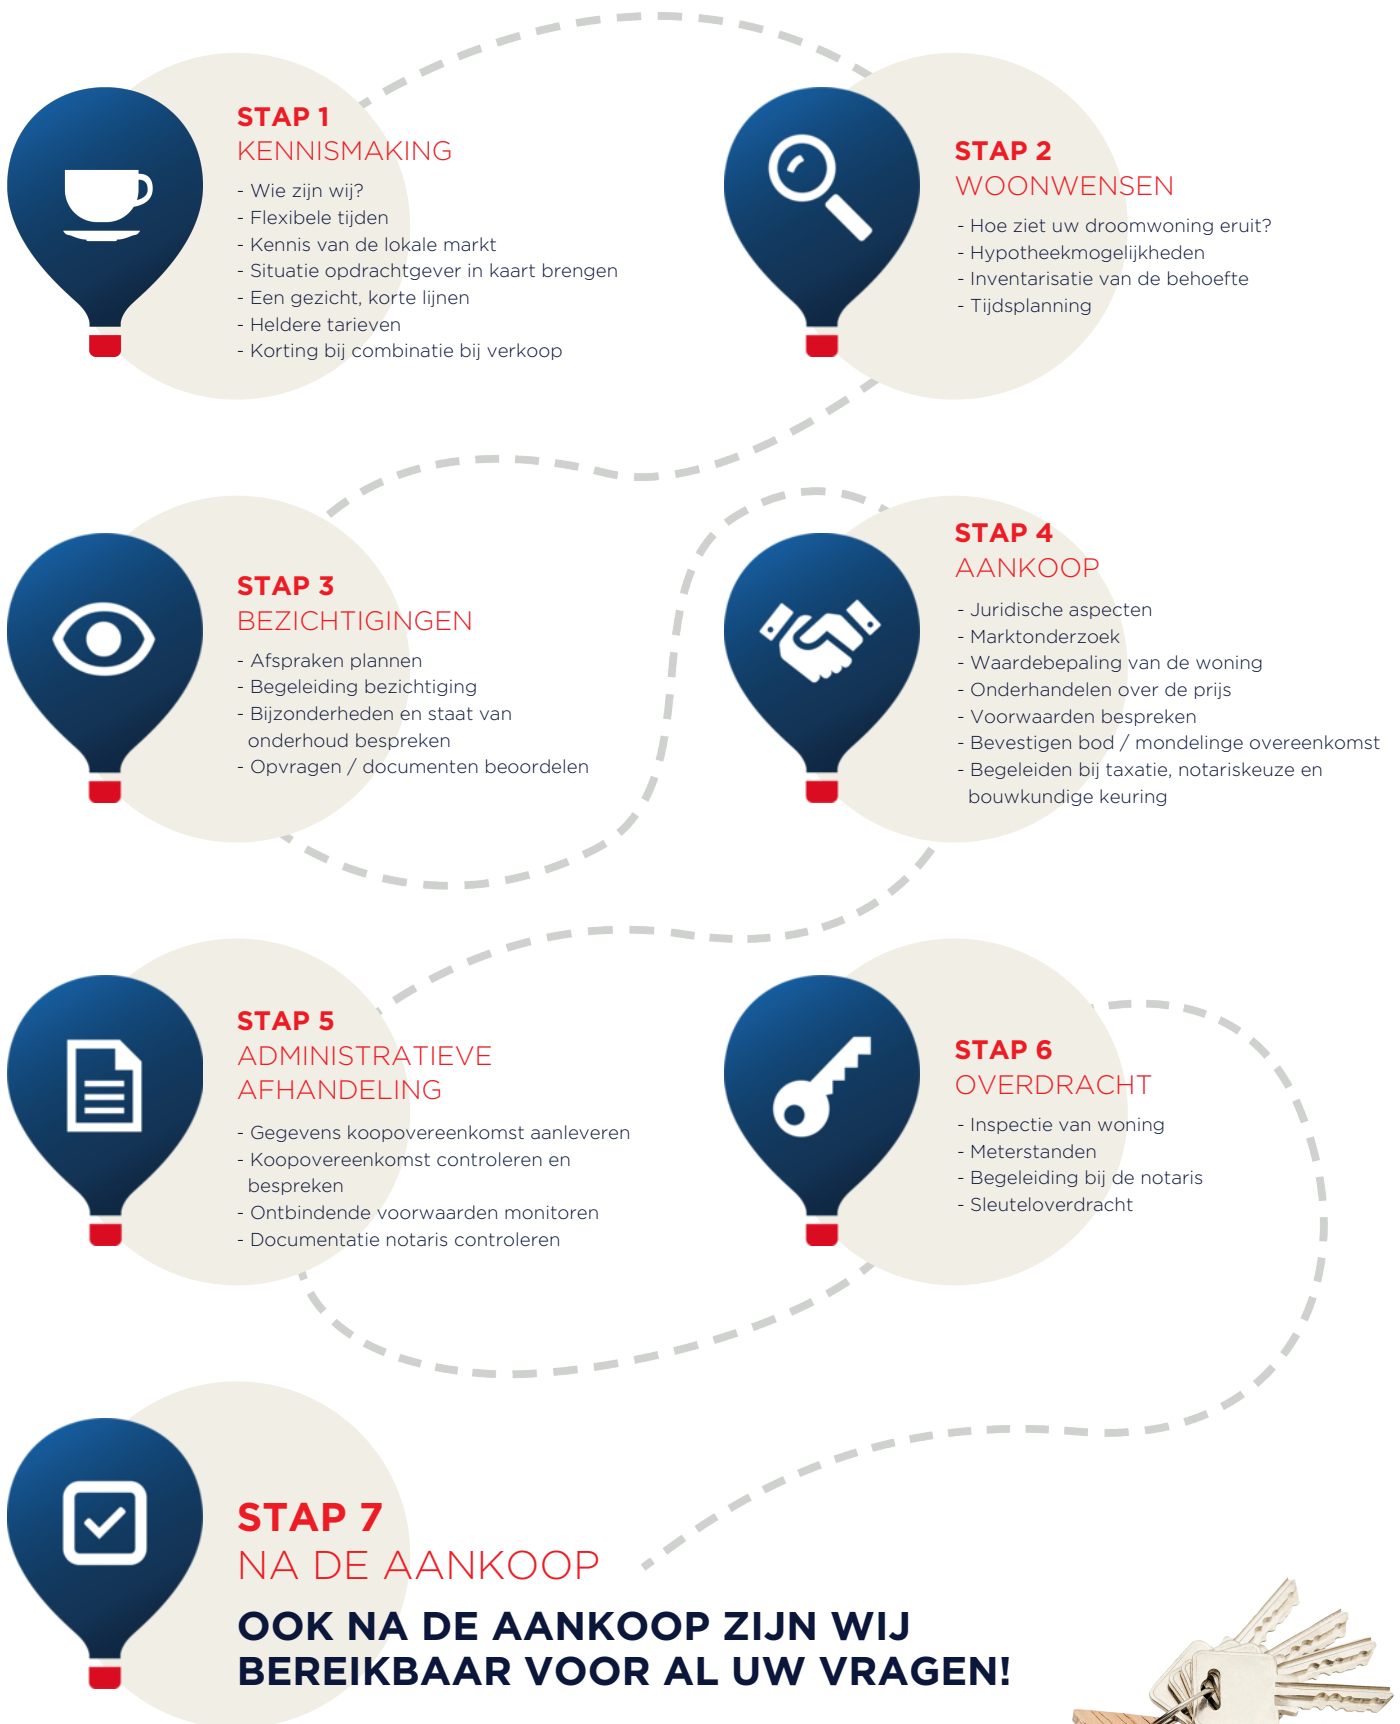 STAP 1
KENNISMAKING
- Wie zijn wij?
- Flexibele tijden
- Kennis van de lokale markt
- Situatie opdrachtgever in kaart brengen
- Een gezicht, korte lijnen
- Heldere tarieven
- Korting bij combinatie bij verkoop
STAP 2
WOONWENSEN
- Hoe ziet uw droomwoning eruit?
- Hypotheekmogelijkheden
- Inventarisatie van de behoefte
- Tijdsplanning
STAP 3
BEZICHTIGINGEN
- Afspraken plannen
- Begeleiding bezichtiging
- Bijzonderheden en staat van
onderhoud bespreken
- Opvragen / documenten beoordelen
STAP 4
AANKOOP
- Juridische aspecten
- Marktonderzoek
- Waardebepaling van de woning
- Onderhandelen over de prijs
- Voorwaarden bespreken
- Bevestigen bod / mondelinge overeenkomst
- Begeleiden bij taxatie, notariskeuze en
bouwkundige keuring
STAP 5
ADMINISTRATIEVE
AFHANDELING
- Gegevens koopovereenkomst aanleveren
- Koopovereenkomst controleren en
bespreken
- Ontbindende voorwaarden monitoren
- Documentatie notaris controleren
STAP 6
OVERDRACHT
- Inspectie van woning
- Meterstanden
- Begeleiding bij de notaris
- Sleuteloverdracht
STAP 7
NA DE AANKOOP
OOK NA DE AANKOOP ZIJN WIJ
BEREIKBAAR VOOR AL UW VRAGEN!